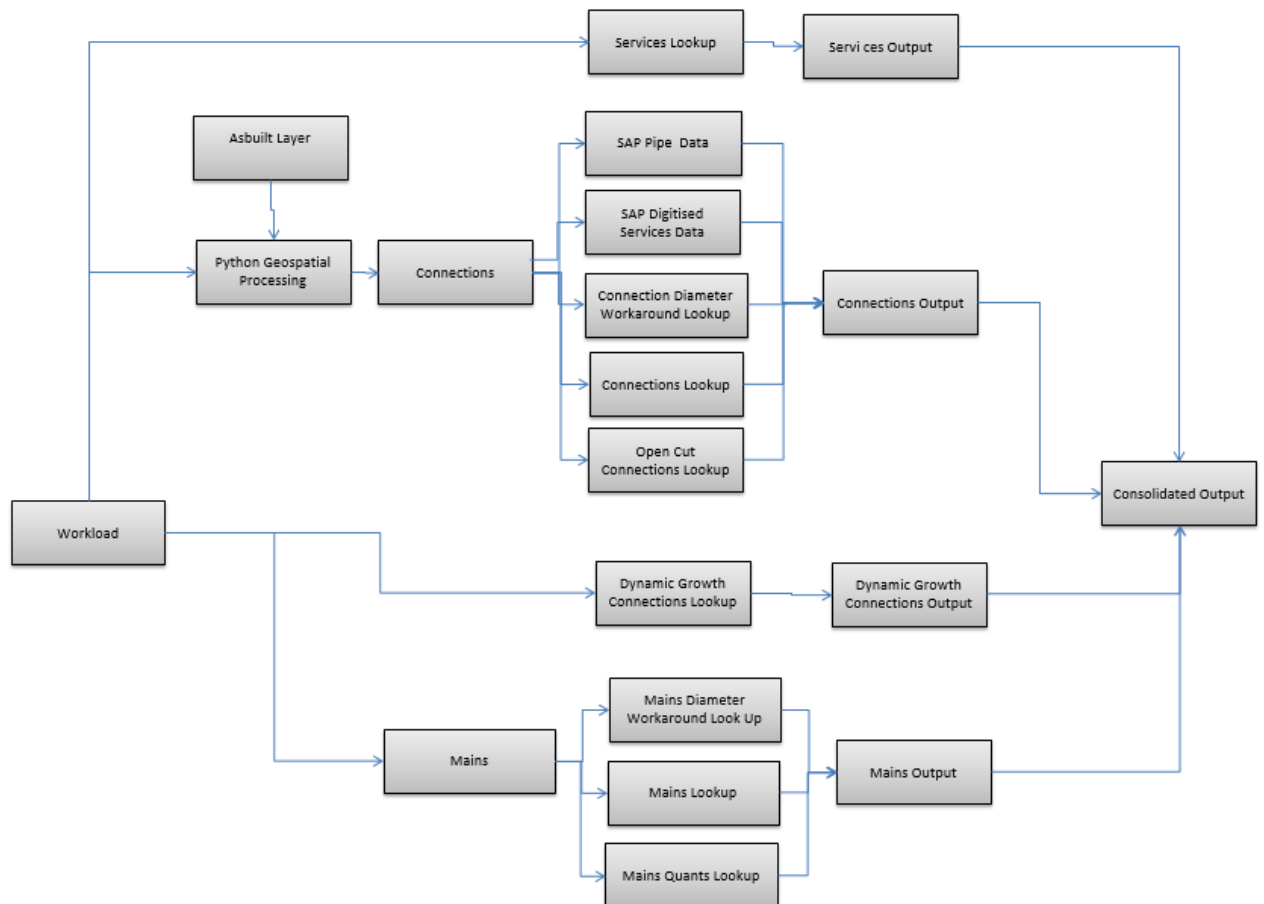 Services Lookup
Servi ces Output
Asbuilt Layer
SAP Pipe Data
SAP Digitised
Services Data
Python Geospatial
Processing
Connections
Connection Diameter
Workaround Lookup
Connections Output
Connections Lookup
Open Cut
Connections Lookup
Consolidated Output
Workload
Dynamic Growth
Connections Lookup
Dynamic Growth
Connections Output
Mains Diameter
Workaround Look Up
Mains
Mains Lookup
Mains Output
Mains Quants Lookup